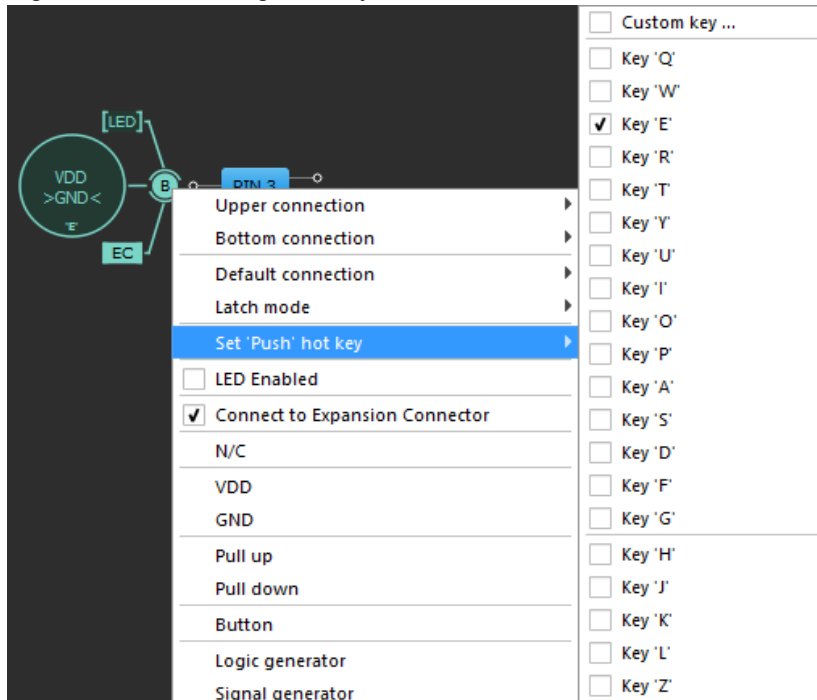 [LED]
VDD
>GND<
'E'
B
EC
PIN 3
Upper connection
Bottom connection
Default connection
Latch mode
Set 'Push' hot key
LED Enabled
Connect to Expansion Connector
N/C
VDD
GND
Pull up
Pull down
Button
Logic generator
Signal generator
Custom key ...
Key 'Q'
Key 'W'
Key 'E'
Key 'R'
Key 'T'
Key 'Y'
Key 'U'
Key 'I'
Key 'O'
Key 'P'
Key 'A'
Key 'S'
Key 'D'
Key 'F'
Key 'G'
Key 'H'
Key 'J'
Key 'K'
Key 'L'
Key 'Z'